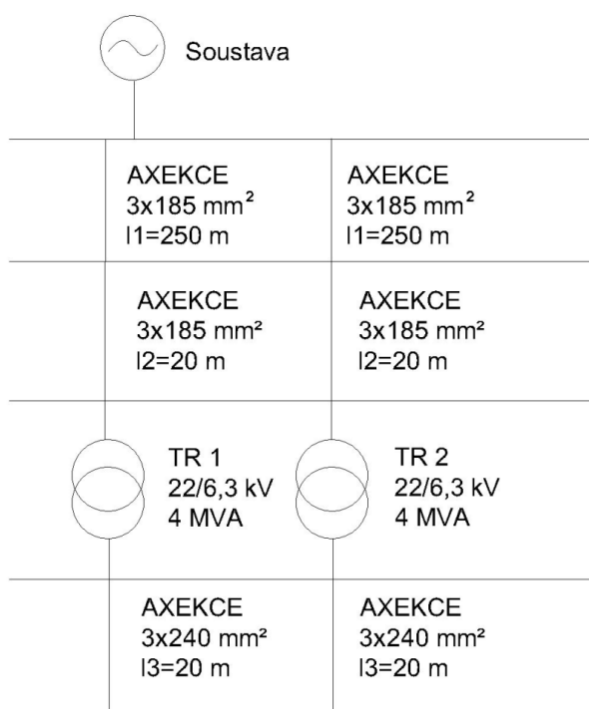 Soustava
AXEKCE
3x185 mm²
l1=250 m
AXEKCE
3x185 mm²
l1=250 m
AXEKCE
3x185 mm²
l2=20 m
AXEKCE
3x185 mm²
l2=20 m
TR 1
22/6,3 kV
4 MVA
TR 2
22/6,3 kV
4 MVA
AXEKCE
3x240 mm²
l3=20 m
AXEKCE
3x240 mm²
l3=20 m